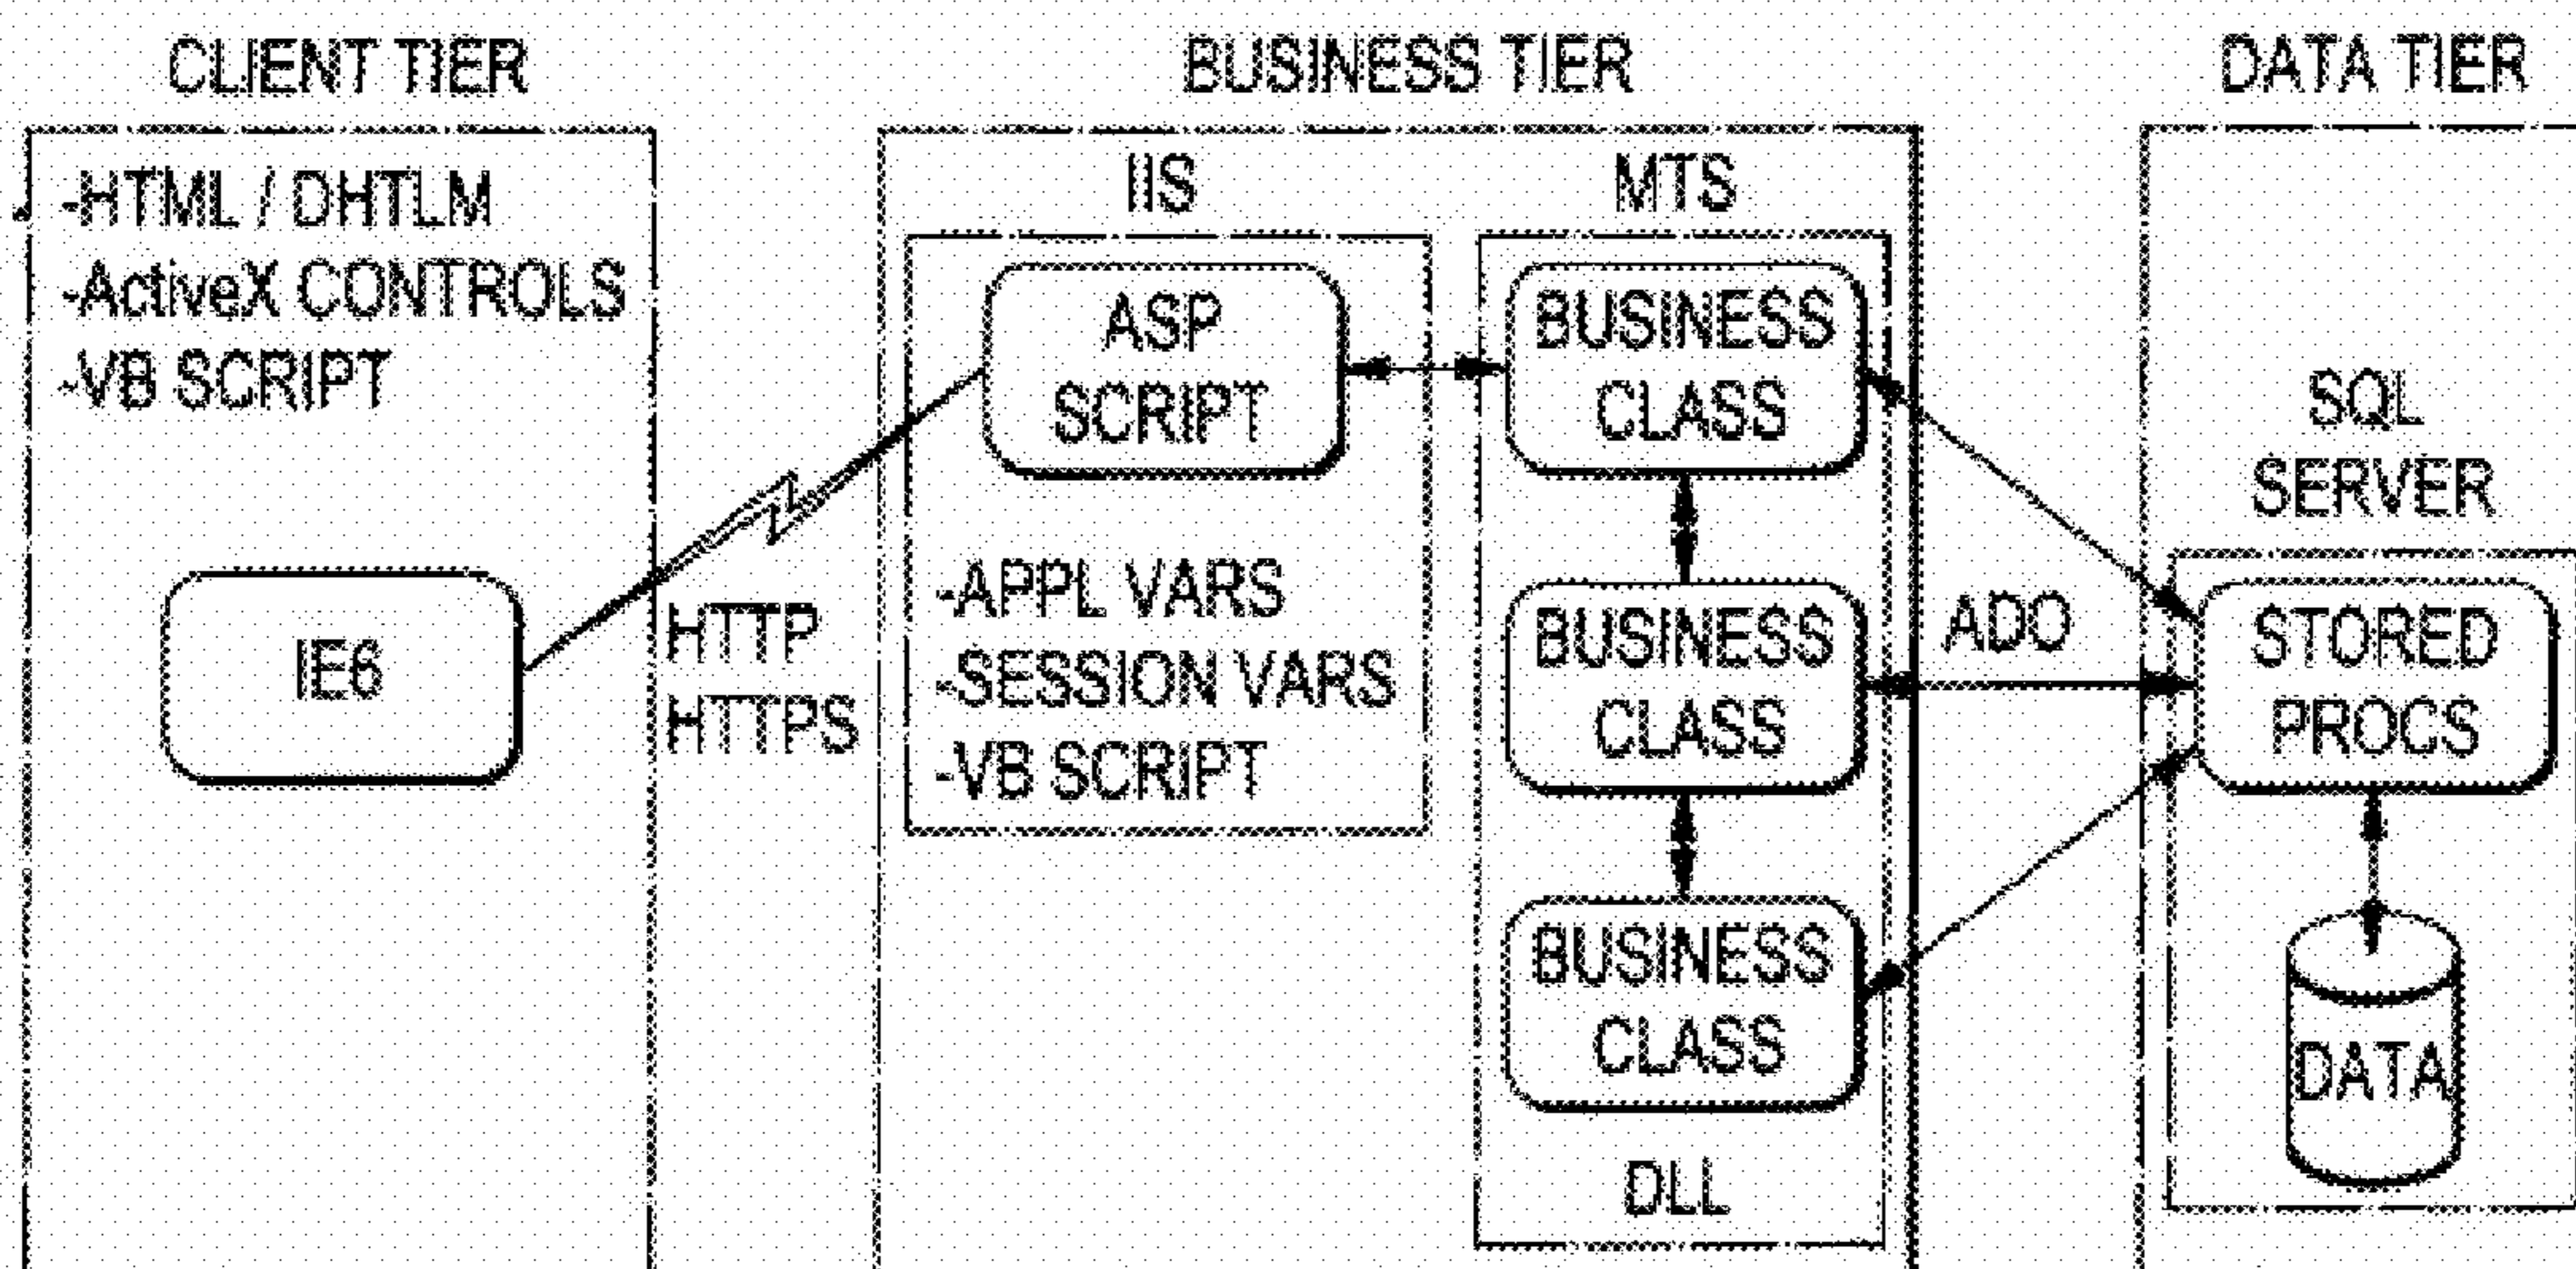 CLIENT TIER
-HTML / DHTLM
-ActiveX CONTROLS
-VB SCRIPT
IE6
HTTP
HTTPS
BUSINESS TIER
IIS
ASP
SCRIPT
-APPL VARS
-SESSION VARS
-VB SCRIPT
MTS
BUSINESS
CLASS
BUSINESS
CLASS
BUSINESS
CLASS
DLL
ADO
DATA TIER
SQL
SERVER
STORED
PROCS
DATA